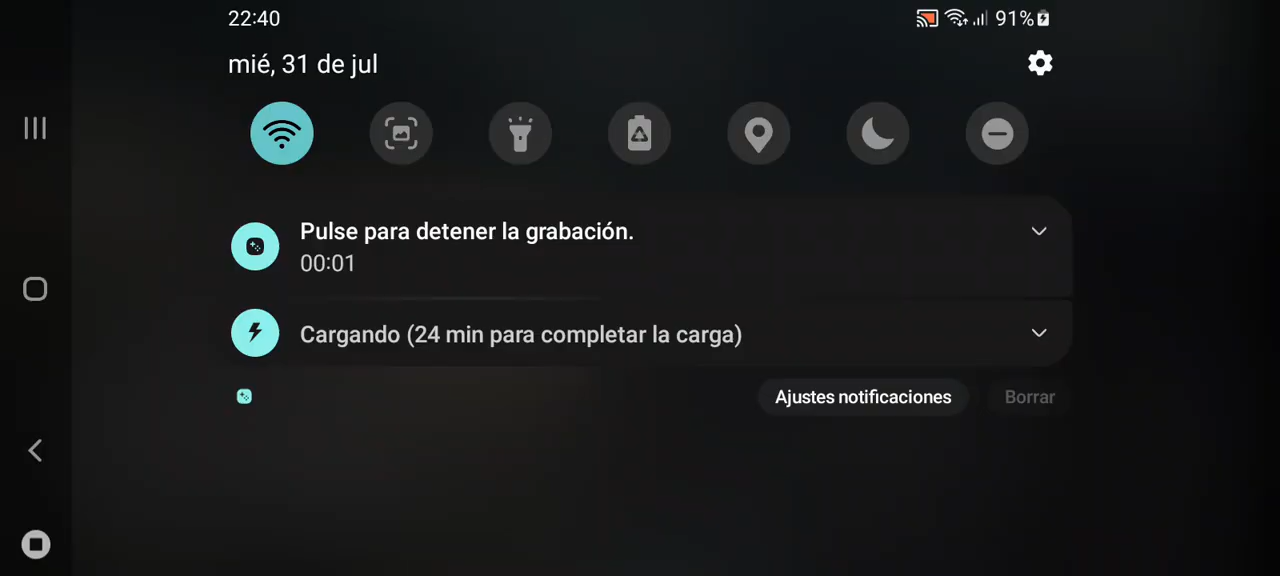 22:40 91%
mié, 31 de jul
Pulse para detener la grabación.
00:01
Cargando (24 min para completar la carga)
Ajustes notificaciones Borrar